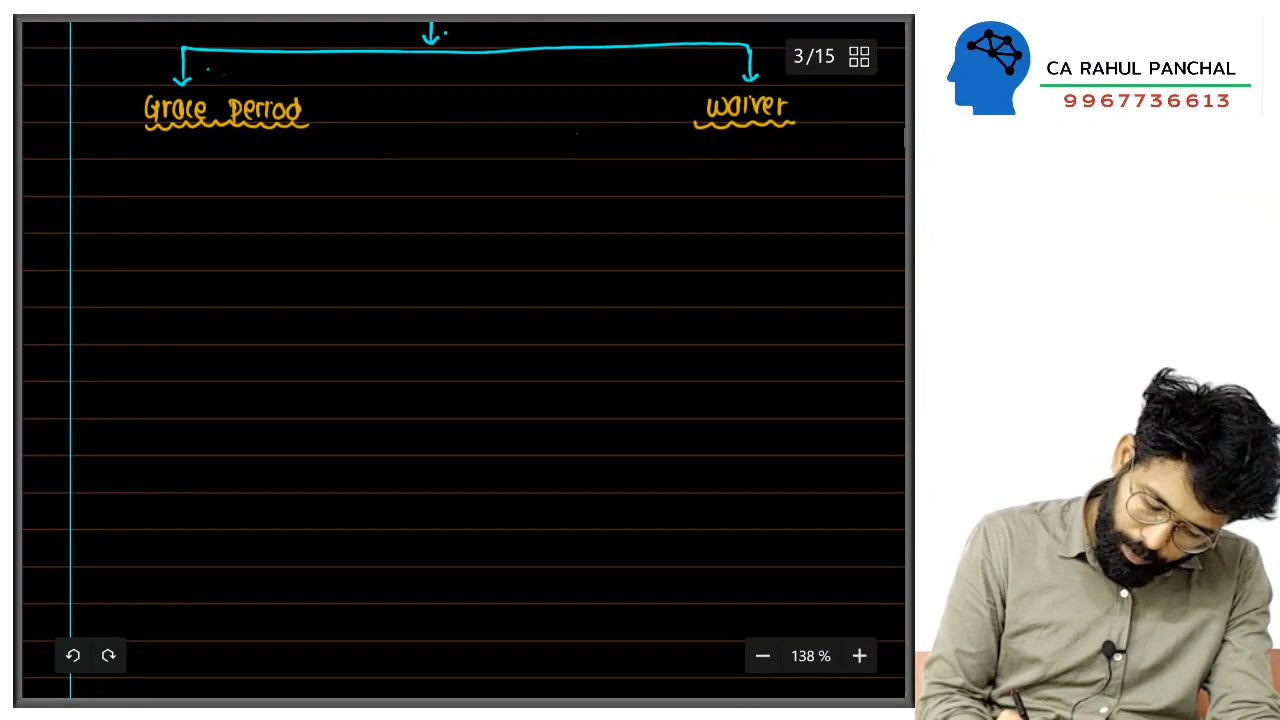 3/15
Grace Period
Waiver
CA RAHUL PANCHAL
9967736613
138 %